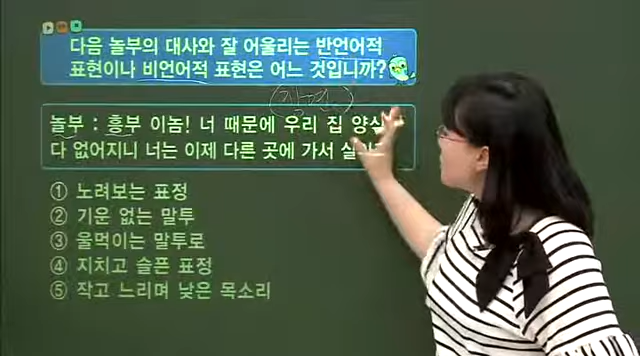 다음 놀부의 대사와 잘 어울리는 반언어적
표현이나 비언어적 표현은 어느 것입니까?
놀부 : 흥부 이놈! 너 때문에 우리 집 양식
다 없어지니 너는 이제 다른 곳에 가서
① 노려보는 표정
② 기운 없는 말투
③ 울먹이는 말투로
④ 지치고 슬픈 표정
⑤ 작고 느리며 낮은 목소리